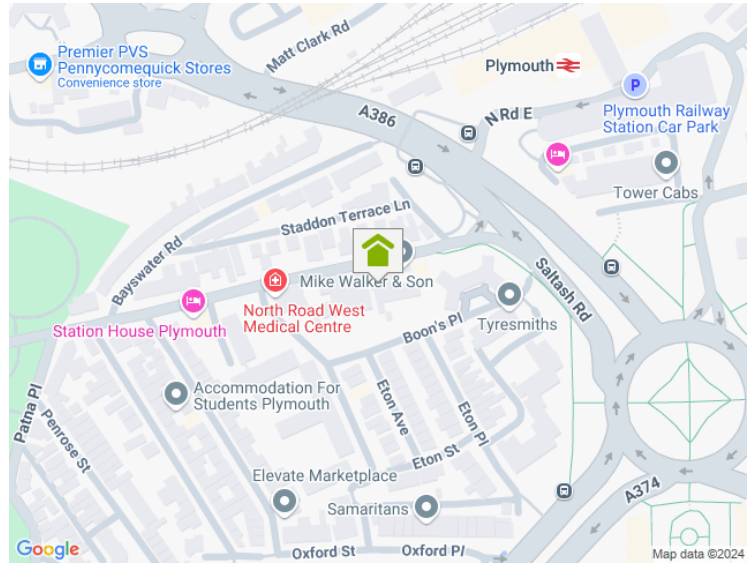 Matt Clark Rd
Premier PVS
Pennycomequick Stores
Convenience store
Plymouth
A386
N Rd E
P
Plymouth Railway
Station Car Park
Tower Cabs
Staddon Terrace Ln
Bayswater Rd
Saltash Rd
Mike Walker & Son
North Road West
Medical Centre
Station House Plymouth
Tyresmiths
Boon's Pl
Patna Pl
Penrose St
Accommodation For
Students Plymouth
Eton Ave
Eton Pl
Eton St
Elevate Marketplace
Samaritans
A374
Oxford St
Oxford Pl
Google
Map data ©2024